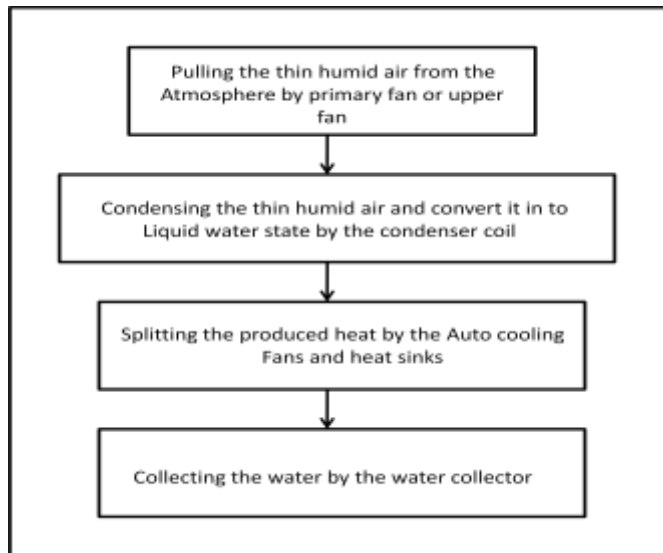 Pulling the thin humid air from the
Atmosphere by primary fan or upper
fan
Condensing the thin humid air and convert it in to
Liquid water state by the condenser coil
Splitting the produced heat by the Auto cooling
Fans and heat sinks
Collecting the water by the water collector